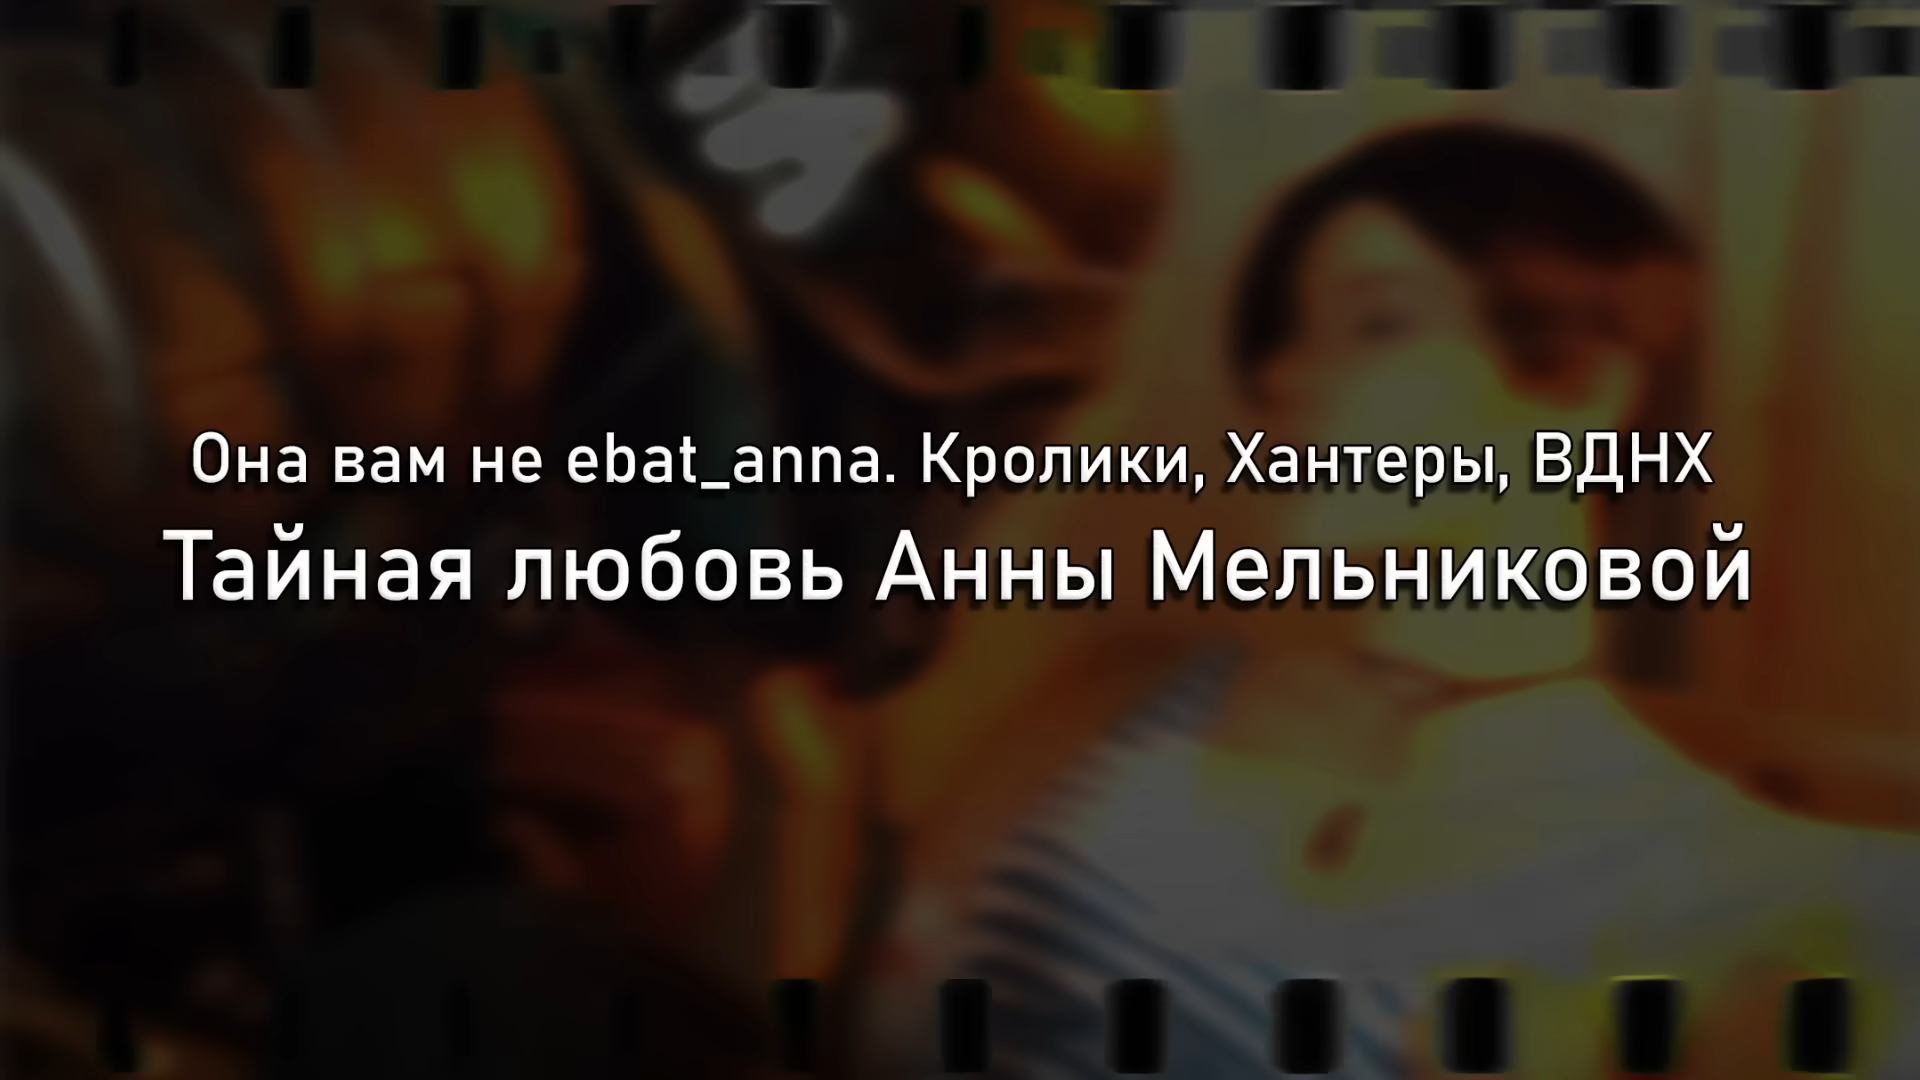 Она вам не ebat_anna. Кролики, Хантеры, ВДНХ
Тайная любовь Анны Мельниковой